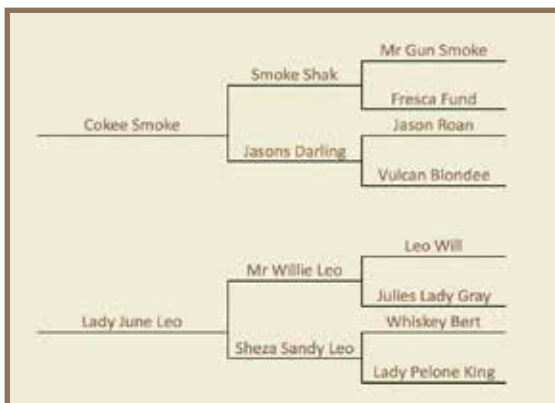 Mr Gun Smoke
Smoke Shak
Fresca Fund
Cokee Smoke
Jason Roan
Jasons Darling
Vulcan Blondee
Leo Will
Mr Willie Leo
Julies Lady Gray
Lady June Leo
Whiskey Bert
Sheza Sandy Leo
Lady Pelone King